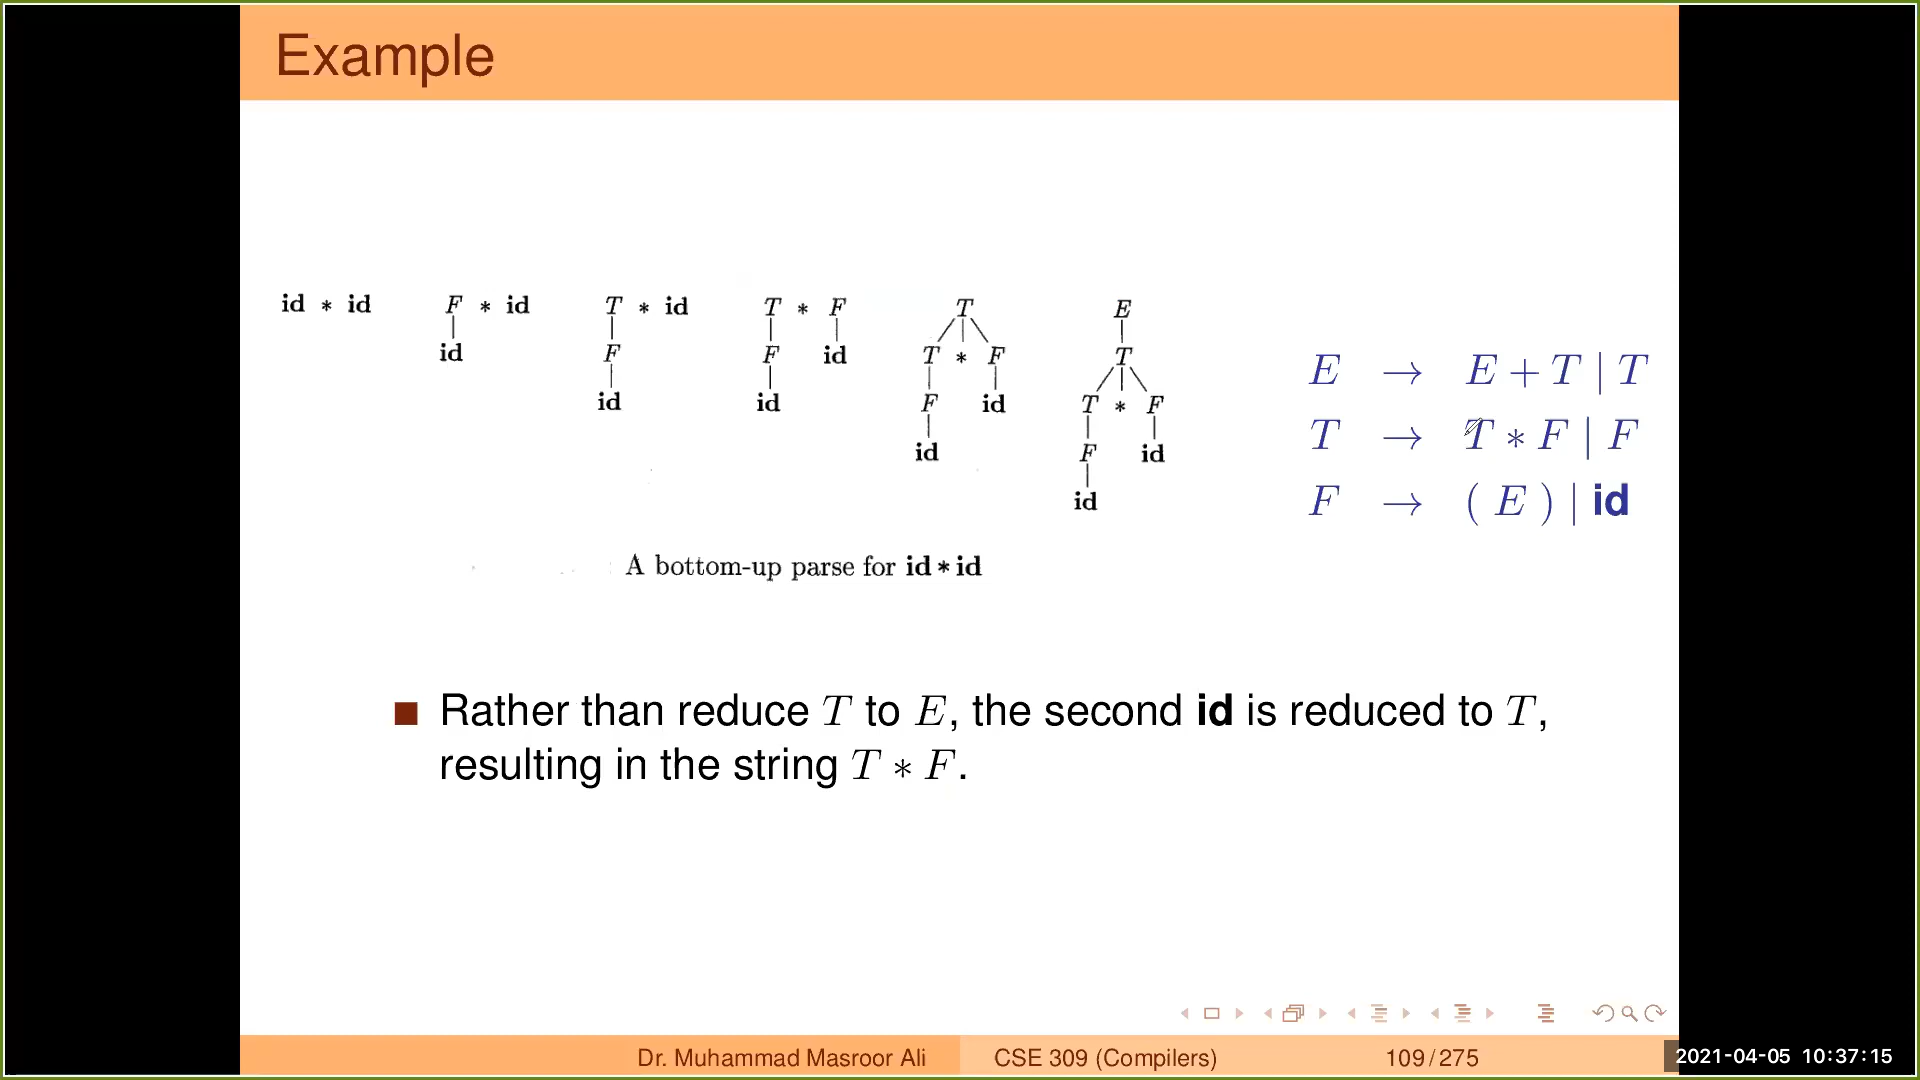 Example
id * id F * id T * id T * F T E
id F id T * F T
id id F id T * F
id F id
id
E → E + T | T
T → T * F | F
F → ( E ) | id
A bottom-up parse for id * id
Rather than reduce T to E, the second id is reduced to T,
resulting in the string T * F.
Dr. Muhammad Masroor Ali CSE 309 (Compilers) 109/275
2021-04-05 10:37:15